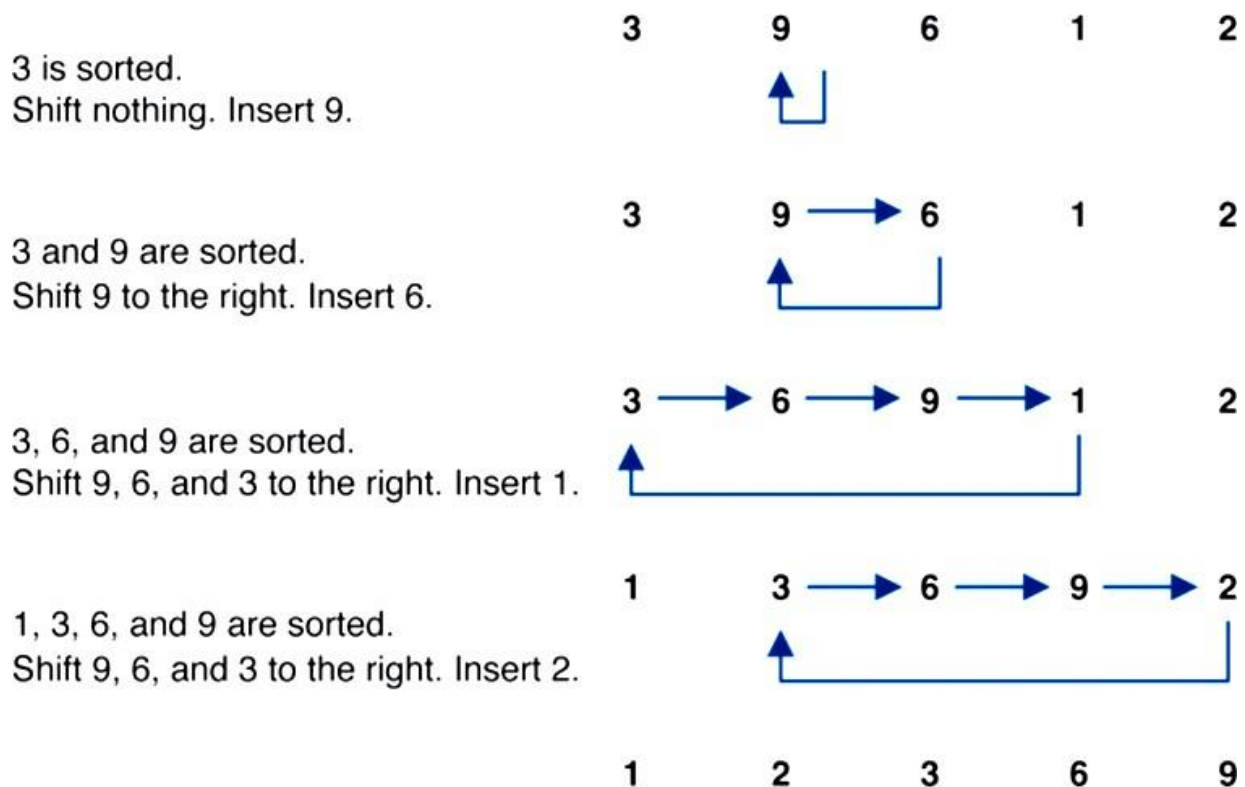 3 9 6 1 2
3 is sorted.
Shift nothing. Insert 9.
3 9 6 1 2
3 and 9 are sorted.
Shift 9 to the right. Insert 6.
3 6 9 1 2
3, 6, and 9 are sorted.
Shift 9, 6, and 3 to the right. Insert 1.
1 3 6 9 2
1, 3, 6, and 9 are sorted.
Shift 9, 6, and 3 to the right. Insert 2.
1 2 3 6 9